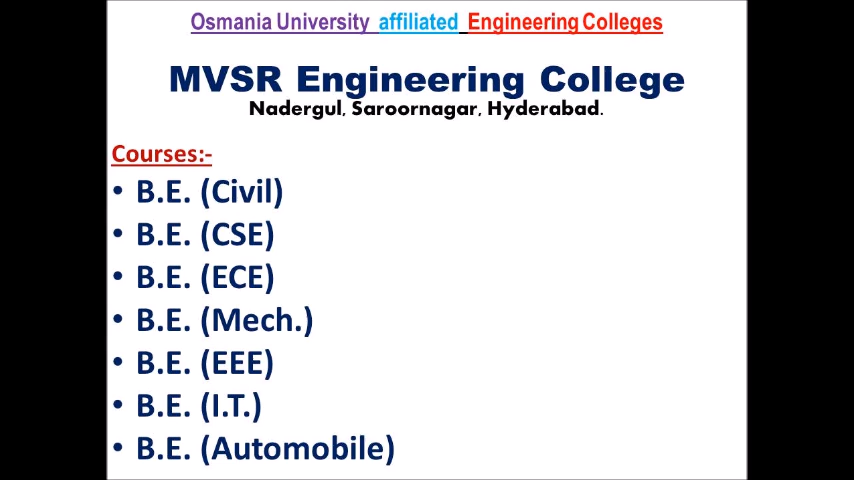 Osmania University affiliated Engineering Colleges
MVSR Engineering College
Nadergul, Saroornagar, Hyderabad.
Courses:-
• B.E. (Civil)
• B.E. (CSE)
• B.E. (ECE)
• B.E. (Mech.)
• B.E. (EEE)
• B.E. (I.T.)
• B.E. (Automobile)